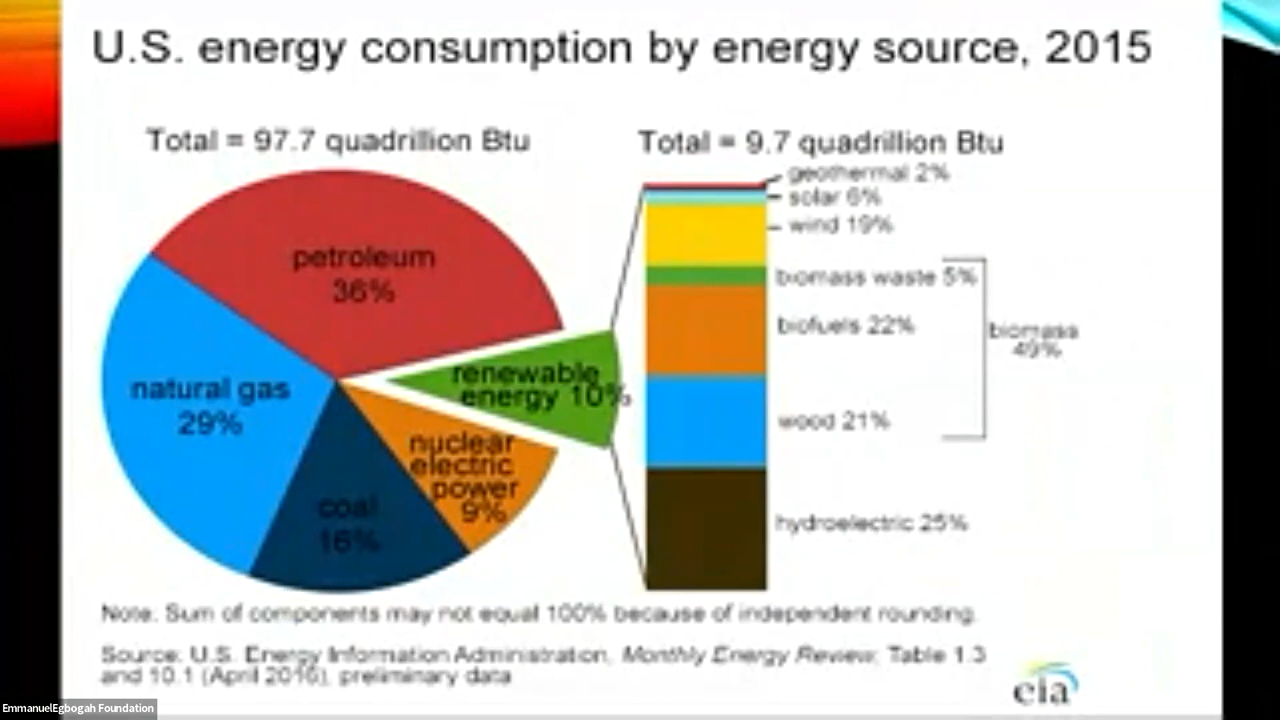 U.S. energy consumption by energy source, 2015
Total = 97.7 quadrillion Btu
Total = 9.7 quadrillion Btu
petroleum
36%
natural gas
29%
coal
16%
nuclear
electric
power
9%
renewable
energy 10%
geothermal 2%
solar 6%
wind 19%
biomass waste 5%
biofuels 22%
wood 21%
biomass
49%
hydroelectric 25%
Note: Sum of components may not equal 100% because of independent rounding.
Source: U.S. Energy Information Administration, Monthly Energy Review, Table 1.3
and 10.1 (April 2016), preliminary data
eia
EmmanuelEgbogah Foundation